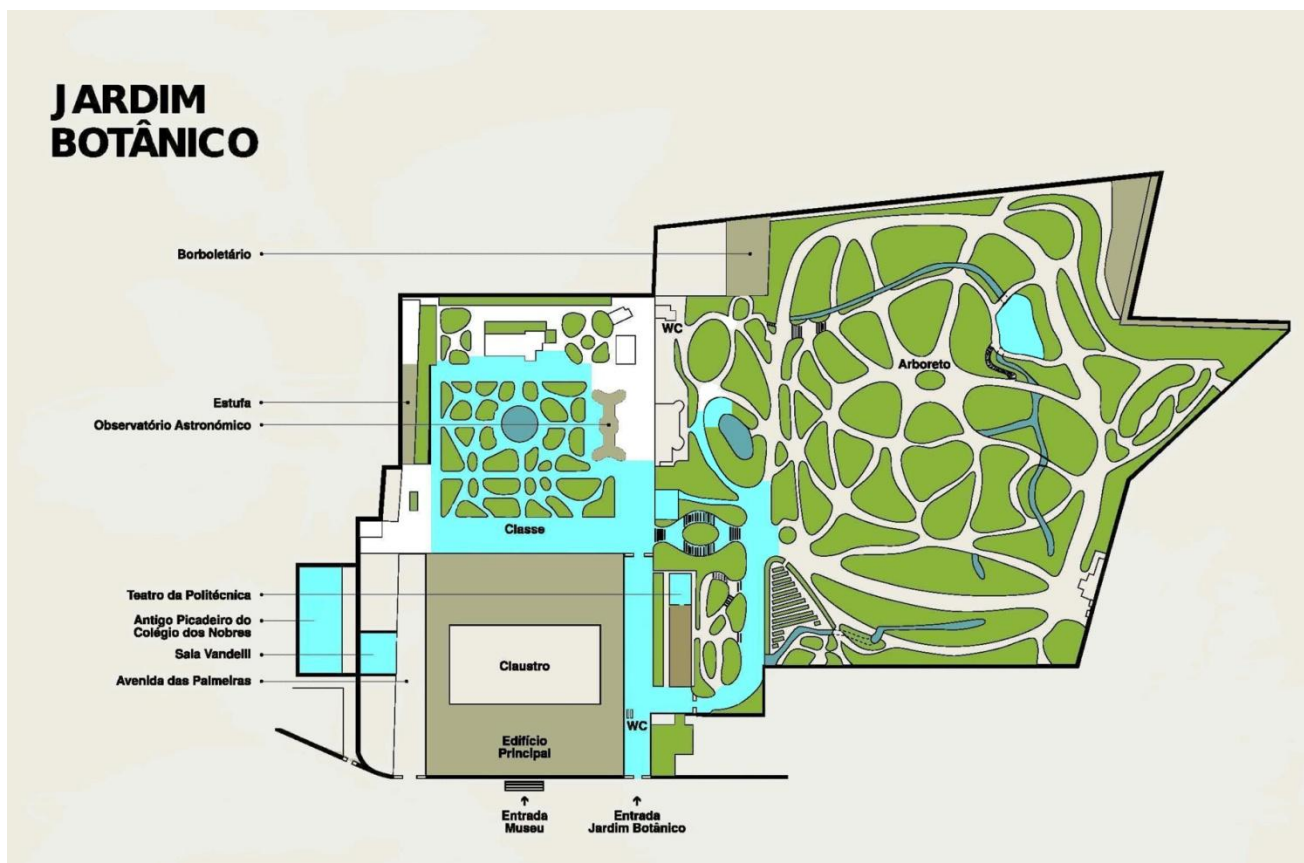 JARDIM
BOTÂNICO
Borboletário
WC
Arboreto
Estufa
Observatório Astronómico
Classe
Teatro da Politécnica
Antigo Picadeiro do
Colégio dos Nobres
Sala Vandelli
Claustro
Avenida das Palmeiras
WC
Edifício
Principal
Entrada
Museu
Entrada
Jardim Botânico